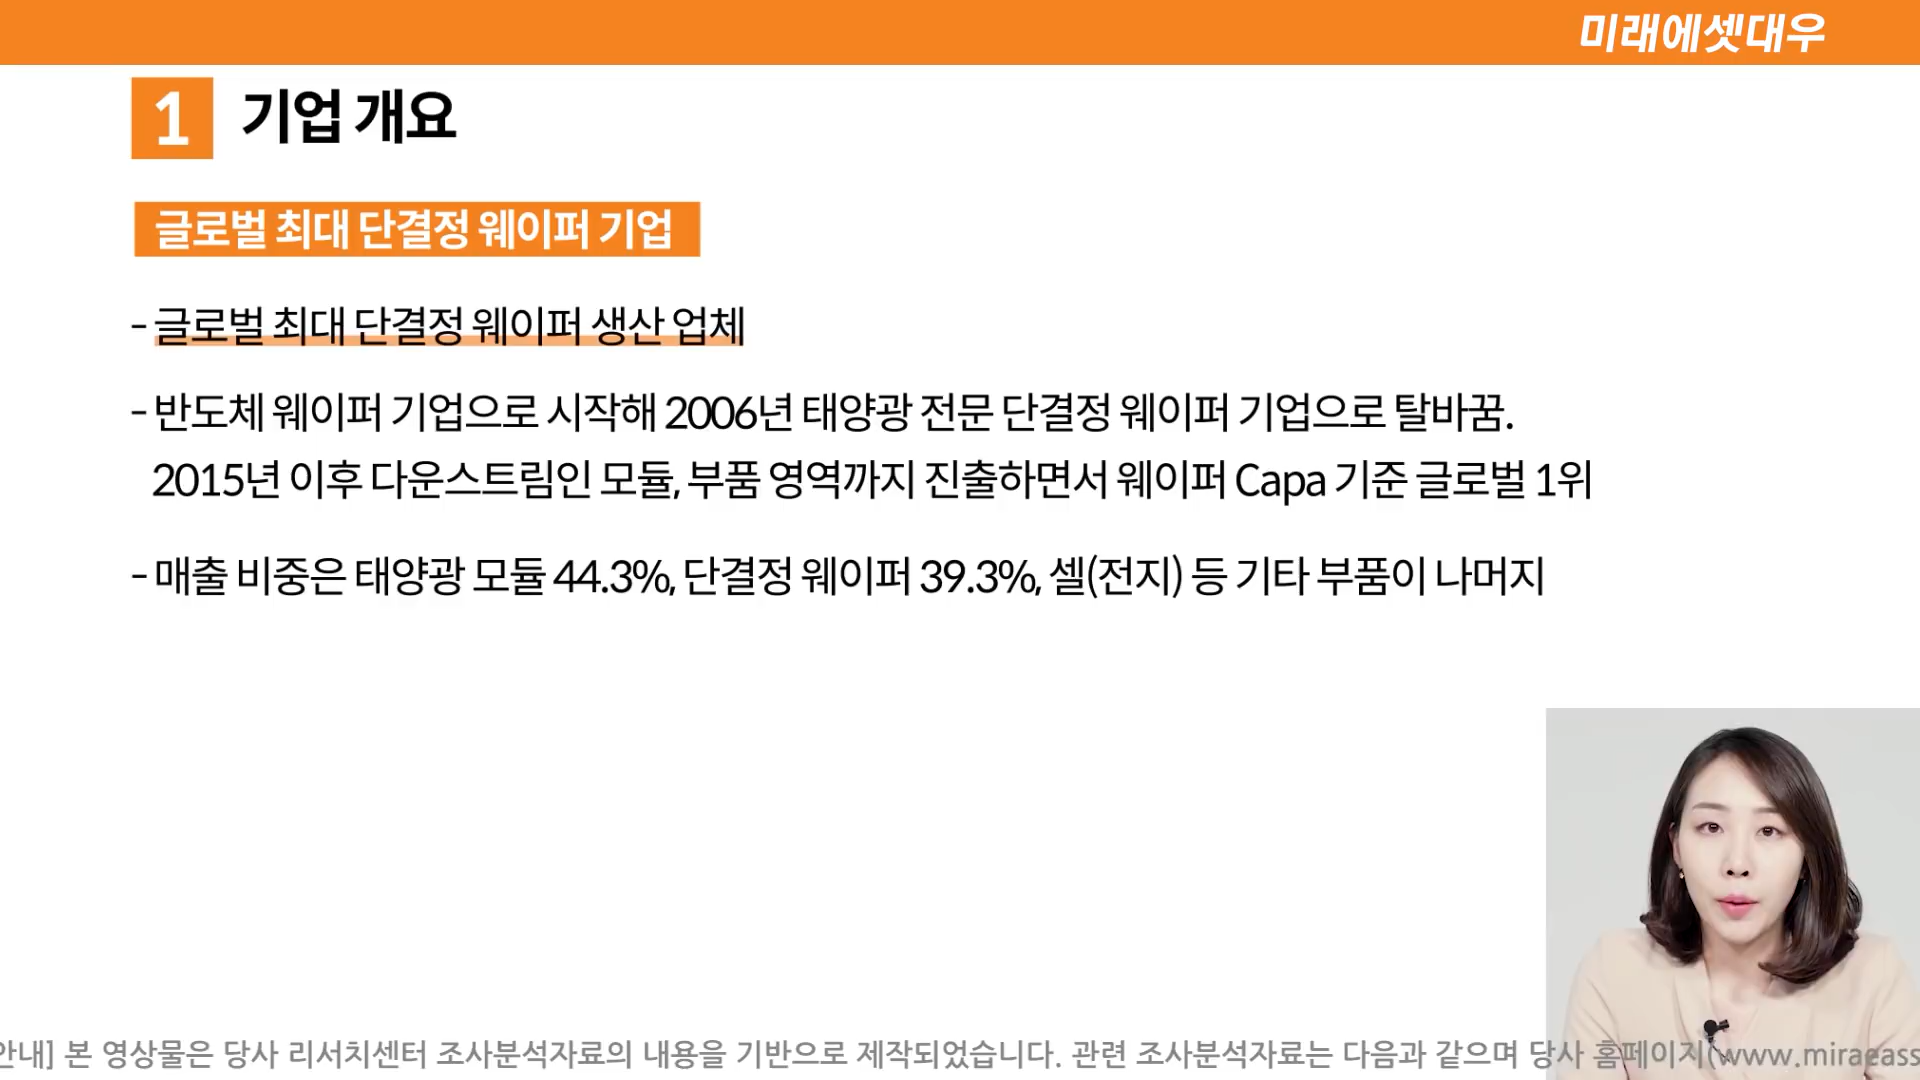 미래에셋대우
1 기업 개요
글로벌 최대 단결정 웨이퍼 기업
- 글로벌 최대 단결정 웨이퍼 생산 업체
- 반도체 웨이퍼 기업으로 시작해 2006년 태양광 전문 단결정 웨이퍼 기업으로 탈바꿈.
2015년 이후 다운스트림인 모듈, 부품 영역까지 진출하면서 웨이퍼 Capa 기준 글로벌 1위
- 매출 비중은 태양광 모듈 44.3%, 단결정 웨이퍼 39.3%, 셀(전지) 등 기타 부품이 나머지
안내] 본 영상물은 당사 리서치센터 조사분석자료의 내용을 기반으로 제작되었습니다. 관련 조사분석자료는 다음과 같으며 당사 홈페이지(www.miraeass